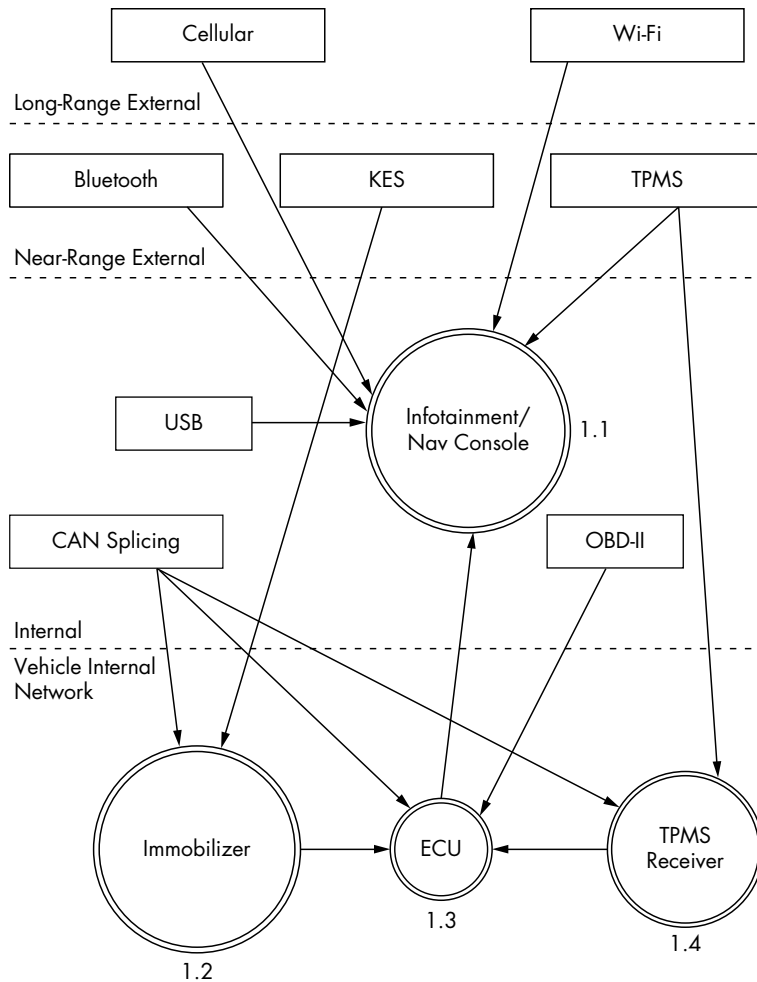 Cellular
Wi-Fi
Long-Range External
Bluetooth
KES
TPMS
Near-Range External
Infotainment/
Nav Console
1.1
USB
CAN Splicing
OBD-II
Internal
Vehicle Internal
Network
Immobilizer
ECU
TPMS
Receiver
1.3
1.4
1.2